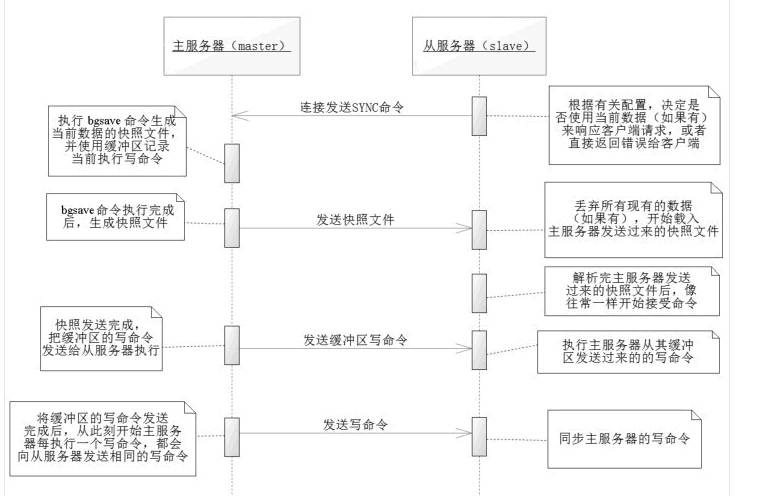 主服务器（master）
从服务器（slave）
连接发送SYNC命令
执行 bgsave 命令生成
当前数据的快照文件，
并使用缓冲区记录
当前执行写命令
根据有关配置，决定是
否使用当前数据（如果有）
来响应客户端请求，或者
直接返回错误给客户端
bgsave 命令执行完成
后，生成快照文件
发送快照文件
丢弃所有现有的数据
（如果有），开始载入
主服务器发送过来的快照文件
解析完主服务器发送
过来的快照文件后，像
往常一样开始接受命令
快照发送完成，
把缓冲区的写命令
发送给从服务器执行
发送缓冲区写命令
执行主服务器从其缓冲
区发送过来的的写命令
将缓冲区的写命令发送
完成后，从此刻开始主服务
器每执行一个写命令，都会
向从服务器发送相同的写命令
发送写命令
同步主服务器的写命令